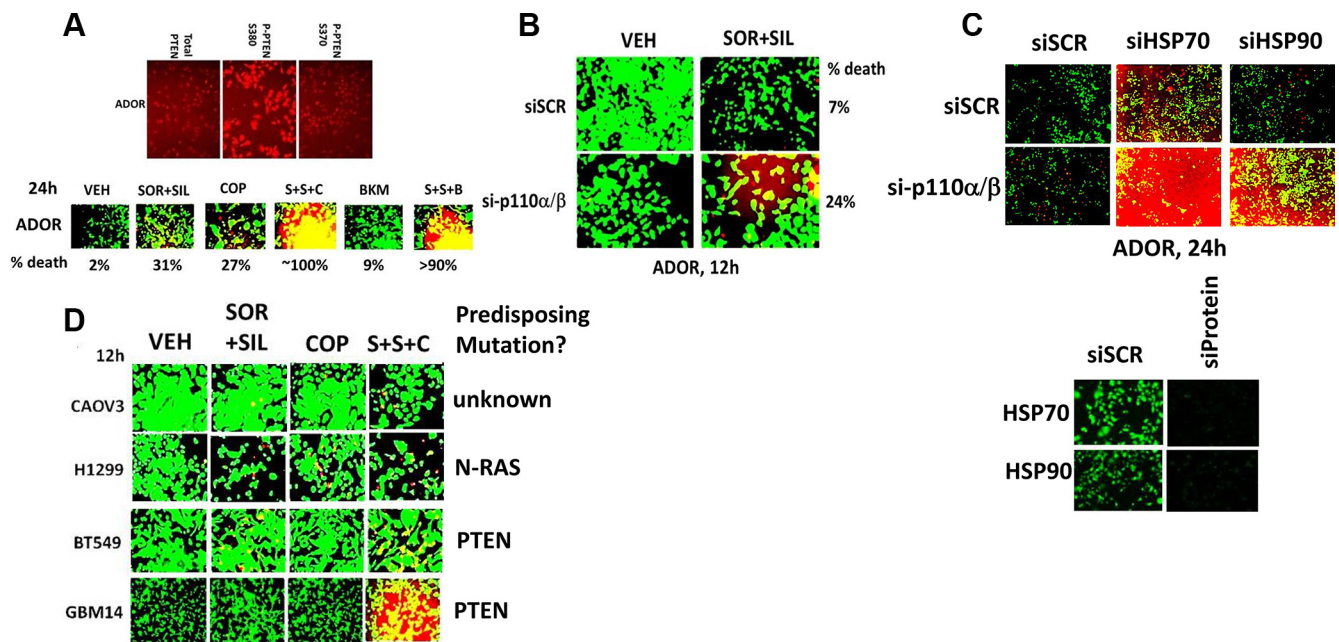 A
Total PTEN
P-PTEN S380
P-PTEN S370
ADOR
24h
VEH SOR+SIL COP S+S+C BKM S+S+B
ADOR
% death 2% 31% 27% ~100% 9% >90%
B
VEH SOR+SIL
% death
siSCR 7%
si-p110α/β 24%
ADOR, 12h
C
siSCR siHSP70 siHSP90
siSCR
si-p110α/β
ADOR, 24h
siSCR siProtein
HSP70
HSP90
D
12h
VEH SOR +SIL COP S+S+C Predisposing Mutation?
CAOV3 unknown
H1299 N-RAS
BT549 PTEN
GBM14 PTEN